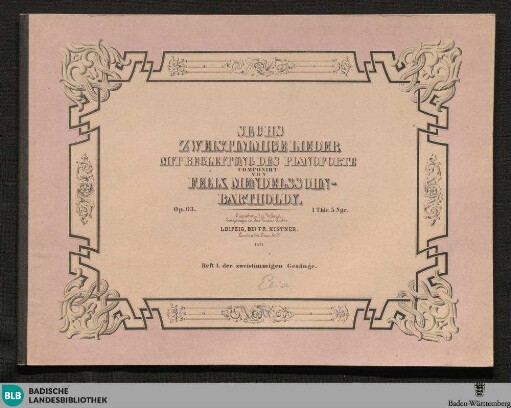 SECHS
ZWEISTIMMIGE LIEDER
MIT BEGLEITUNG DES PIANOFORTE
COMPONIRT
VON
FELIX MENDELSSOHN-
BARTHOLDY.
Op. 63. 1 Thlr. 5 Ngr.
LEIPZIG, BEI FR. KISTNER.
Heft 1. der zweistimmigen Gesänge.
BLB BADISCHE
LANDESBIBLIOTHEK
Baden-Württemberg